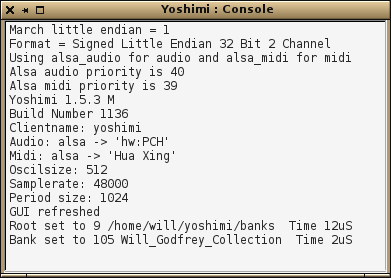 Yoshimi : Console
March little endian = 1
Format = Signed Little Endian 32 Bit 2 Channel
Using alsa_audio for audio and alsa_midi for midi
Alsa audio priority is 40
Alsa midi priority is 39
Yoshimi 1.5.3 M
Build Number 1136
Clientname: yoshimi
Audio: alsa -> 'hw:PCH'
Midi: alsa -> 'Hua Xing'
Oscilsize: 512
Samplerate: 48000
Period size: 1024
GUI refreshed
Root set to 9 /home/will/yoshimi/banks  Time 12uS
Bank set to 105 Will_Godfrey_Collection  Time 2uS